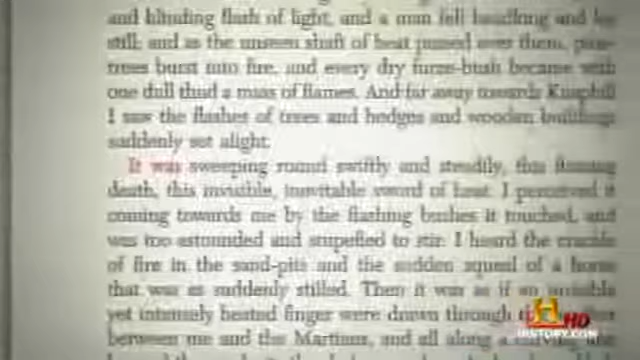 and blinding flash of light, and a man fell headlong and lay
still; and as the unseen shaft of heat passed over them, pine-
trees burst into fire, and every dry furze-bush became with
one dull thud a mass of flames. And far away towards Knaphill
I saw the flashes of trees and hedges and wooden buildings
suddenly set alight.
It was sweeping round swiftly and steadily, this flaming
death, this invisible, inevitable sword of heat. I perceived it
coming towards me by the flashing bushes it touched, and
was too astounded and stupefied to stir. I heard the crackle
of fire in the sand-pits and the sudden squeal of a horse
that was as suddenly stilled. Then it was as if an invisible
yet intensely heated finger were drawn through
between me and the Martians, and all along a curving
H HD
HISTORY.COM